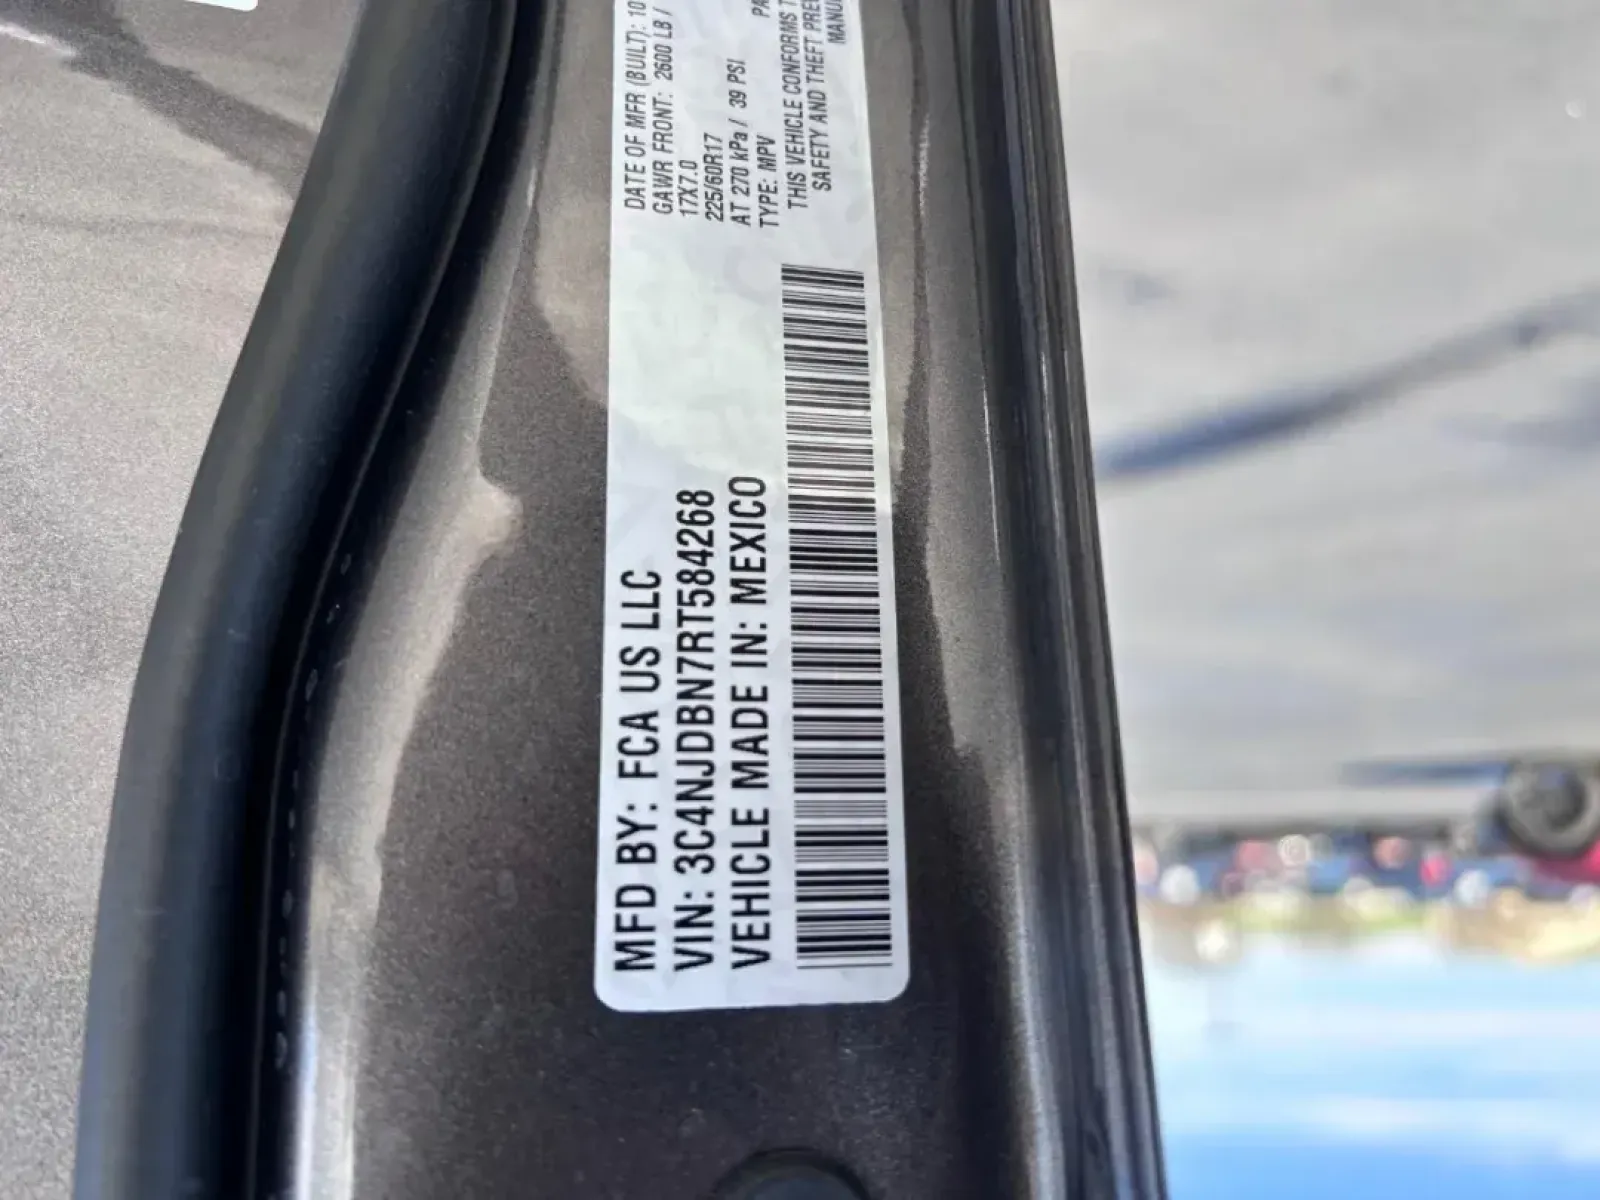 MFD BY: FCA US LLC
VIN: 3C4NJDBN7RT584268
VEHICLE MADE IN: MEXICO
DATE OF MFR (BUILT): 10
GAWR FRONT: 2600 LB /
17X7.0
225/60R17
AT 270 kPa / 39 PSI
TYPE: MPV
THIS VEHICLE CONFORMS
SAFETY AND THEFT